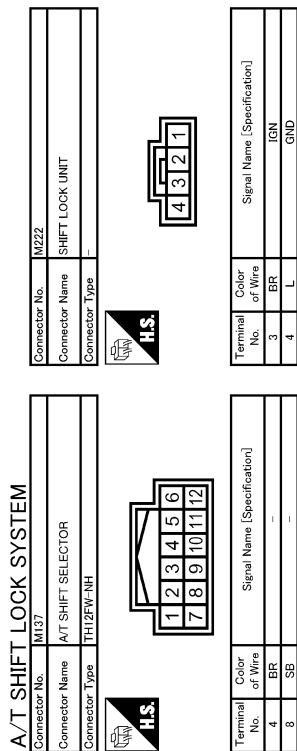 A/T SHIFT LOCK SYSTEM
Connector No. M137
Connector Name A/T SHIFT SELECTOR
Connector Type TH12FW-NH
H.S.
1 2 3 4 5 6
7 8 9 10 11 12
Terminal No. Color of Wire Signal Name [Specification]
4 BR -
8 SB -
Connector No. M222
Connector Name SHIFT LOCK UNIT
Connector Type -
H.S.
4 3 2 1
Terminal No. Color of Wire Signal Name [Specification]
3 BR IGN
4 L GND